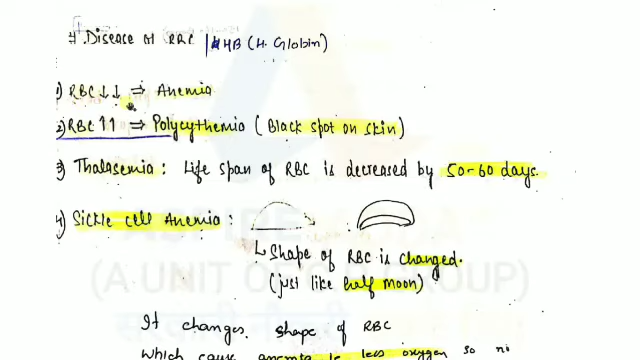 # Disease of RBC | HB (H. Globin)
1) RBC ↓↓ ⇒ Anemia
2) RBC ↑↑ ⇒ Polycythemia (Black spot on skin)
3) Thalasemia : Life span of RBC is decreased by 50-60 days.
4) Sickle cell Anemia :
↳ Shape of RBC is changed.
(just like half moon)
(A UNIT O GROUP)
It changes shape of RBC
which cause less oxygen so